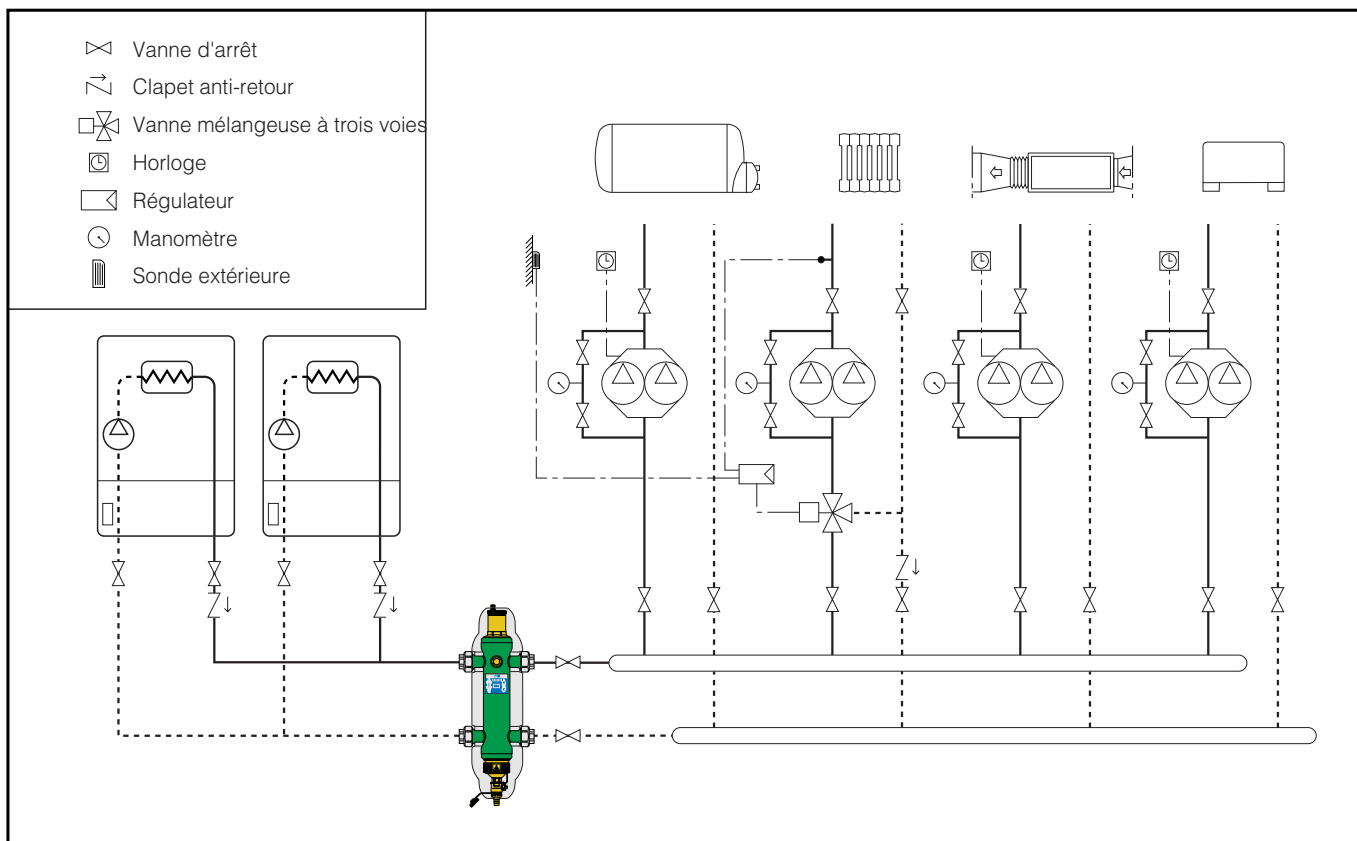 Vanne d'arrêt
Clapet anti-retour
Vanne mélangeuse à trois voies
Horloge
Régulateur
Manomètre
Sonde extérieure